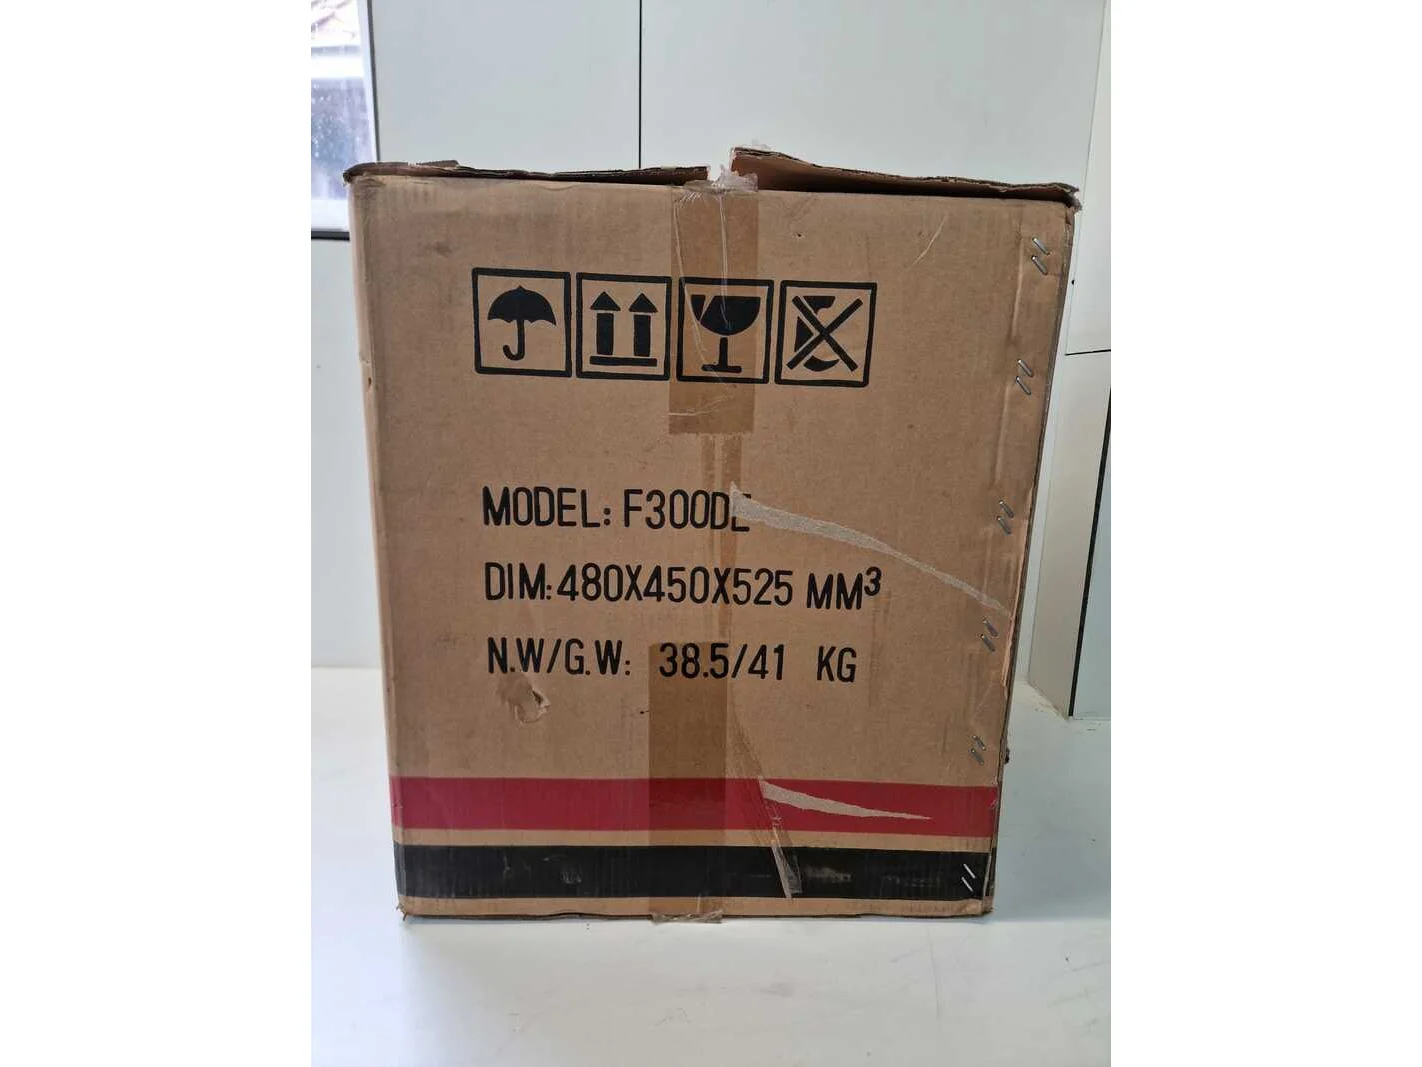 MODEL: F300DE
DIM:480X450X525 MM³
N.W/G.W: 38.5/41 KG